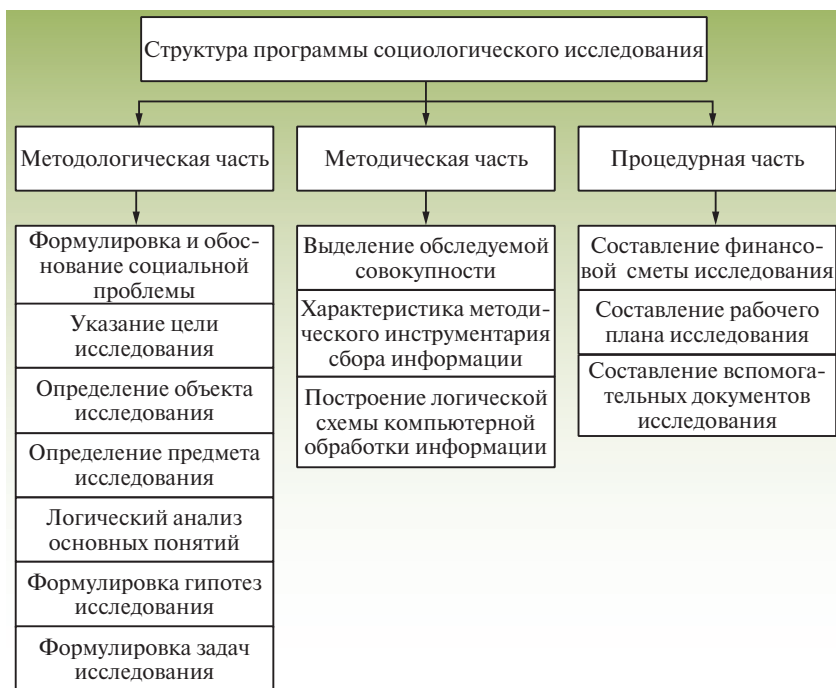 Структура программы социологического исследования
Методологическая часть
Формулировка и обос-
нование социальной
проблемы
Указание цели
исследования
Определение объекта
исследования
Определение предмета
исследования
Логический анализ
основных понятий
Формулировка гипотез
исследования
Формулировка задач
исследования
Методическая часть
Выделение обследуемой
совокупности
Характеристика методи-
ческого инструментария
сбора информации
Построение логической
схемы компьютерной
обработки информации
Процедурная часть
Составление финансо-
вой сметы исследования
Составление рабочего
плана исследования
Составление вспомога-
тельных документов
исследования